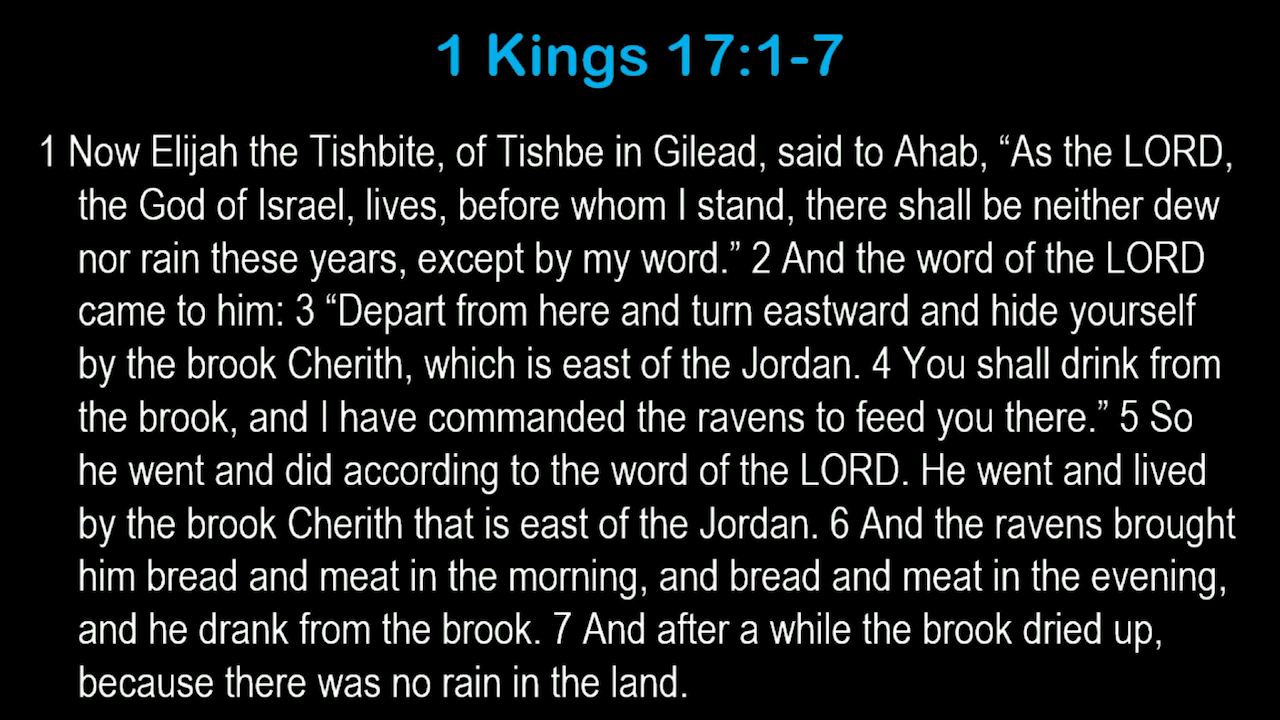 1 Kings 17:1-7
1 Now Elijah the Tishbite, of Tishbe in Gilead, said to Ahab, “As the LORD,
the God of Israel, lives, before whom I stand, there shall be neither dew
nor rain these years, except by my word.” 2 And the word of the LORD
came to him: 3 “Depart from here and turn eastward and hide yourself
by the brook Cherith, which is east of the Jordan. 4 You shall drink from
the brook, and I have commanded the ravens to feed you there.” 5 So
he went and did according to the word of the LORD. He went and lived
by the brook Cherith that is east of the Jordan. 6 And the ravens brought
him bread and meat in the morning, and bread and meat in the evening,
and he drank from the brook. 7 And after a while the brook dried up,
because there was no rain in the land.